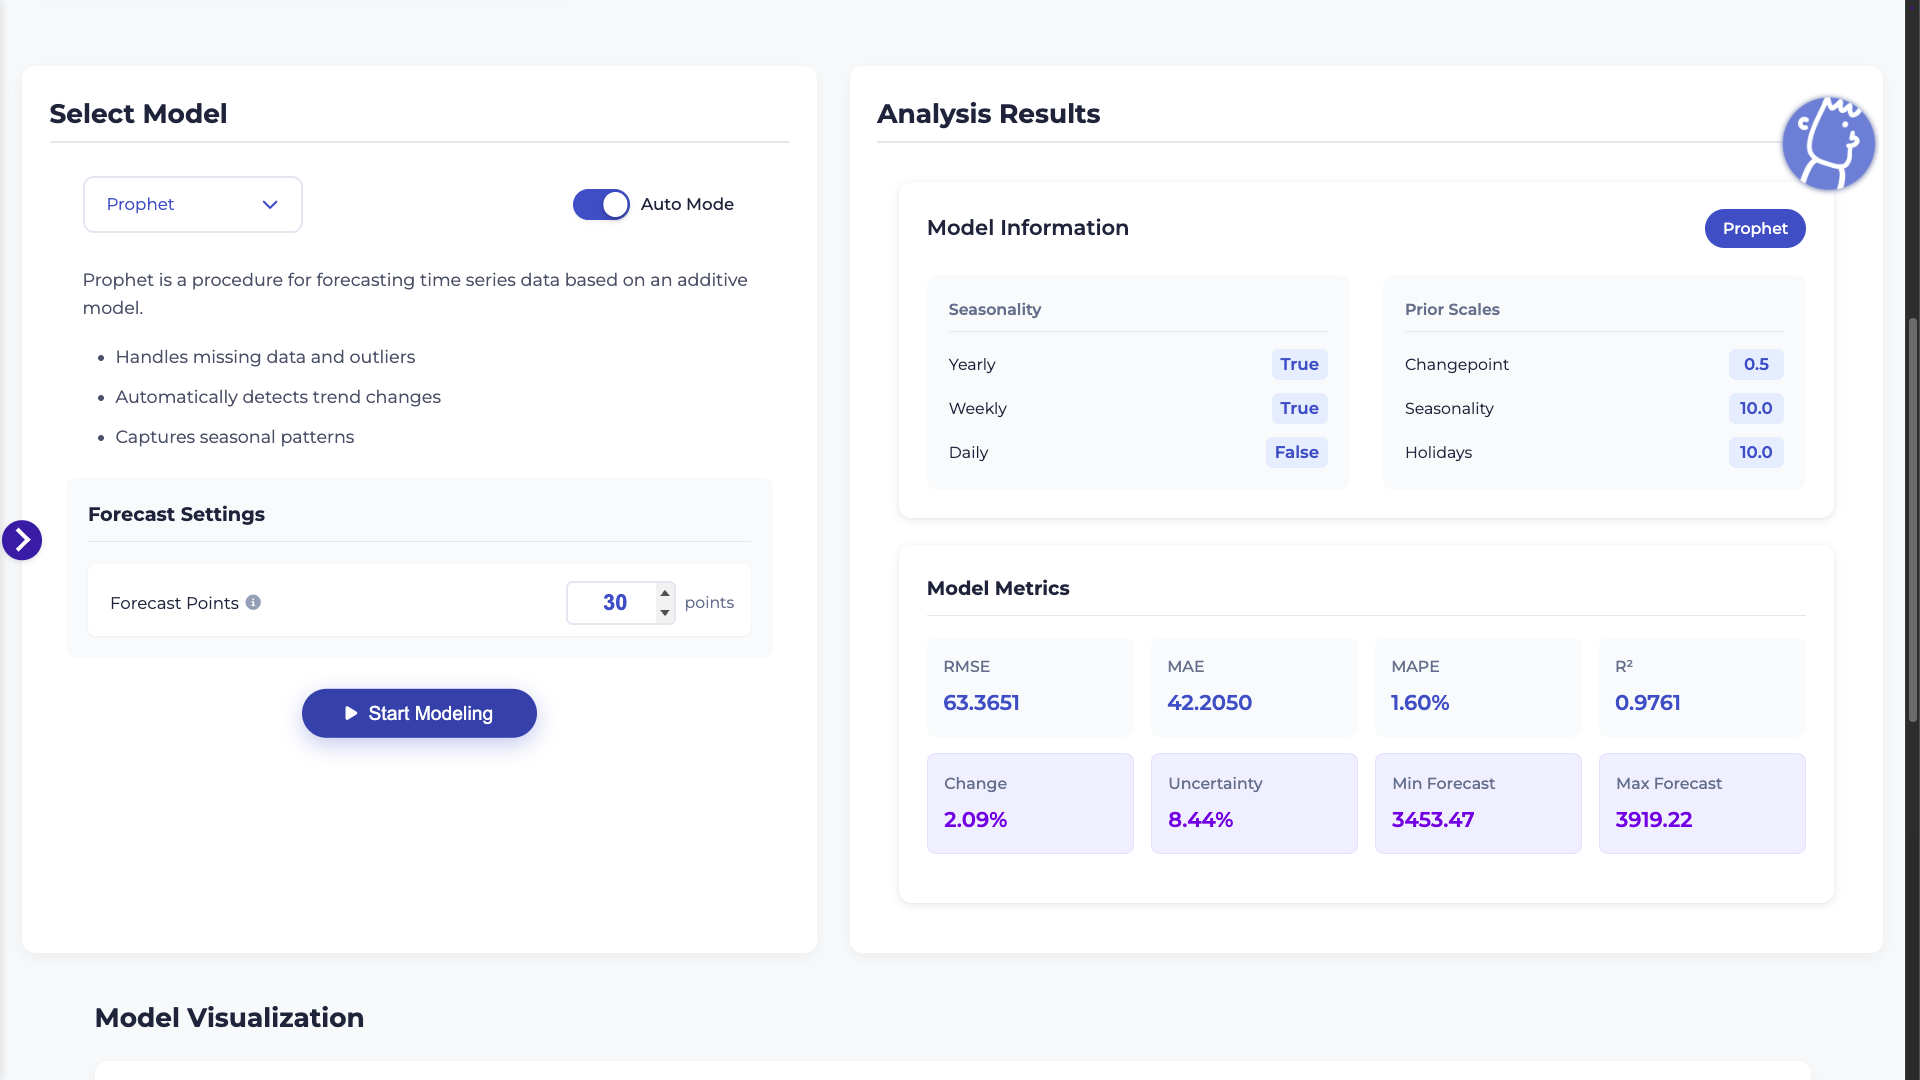 Select Model
Prophet
Auto Mode
Prophet is a procedure for forecasting time series data based on an additive
model.
Handles missing data and outliers
Automatically detects trend changes
Captures seasonal patterns
Forecast Settings
Forecast Points
30
points
Start Modeling
Analysis Results
Model Information
Prophet
Seasonality
Yearly True
Weekly True
Daily False
Prior Scales
Changepoint 0.5
Seasonality 10.0
Holidays 10.0
Model Metrics
RMSE
63.3651
MAE
42.2050
MAPE
1.60%
R²
0.9761
Change
2.09%
Uncertainty
8.44%
Min Forecast
3453.47
Max Forecast
3919.22
Model Visualization